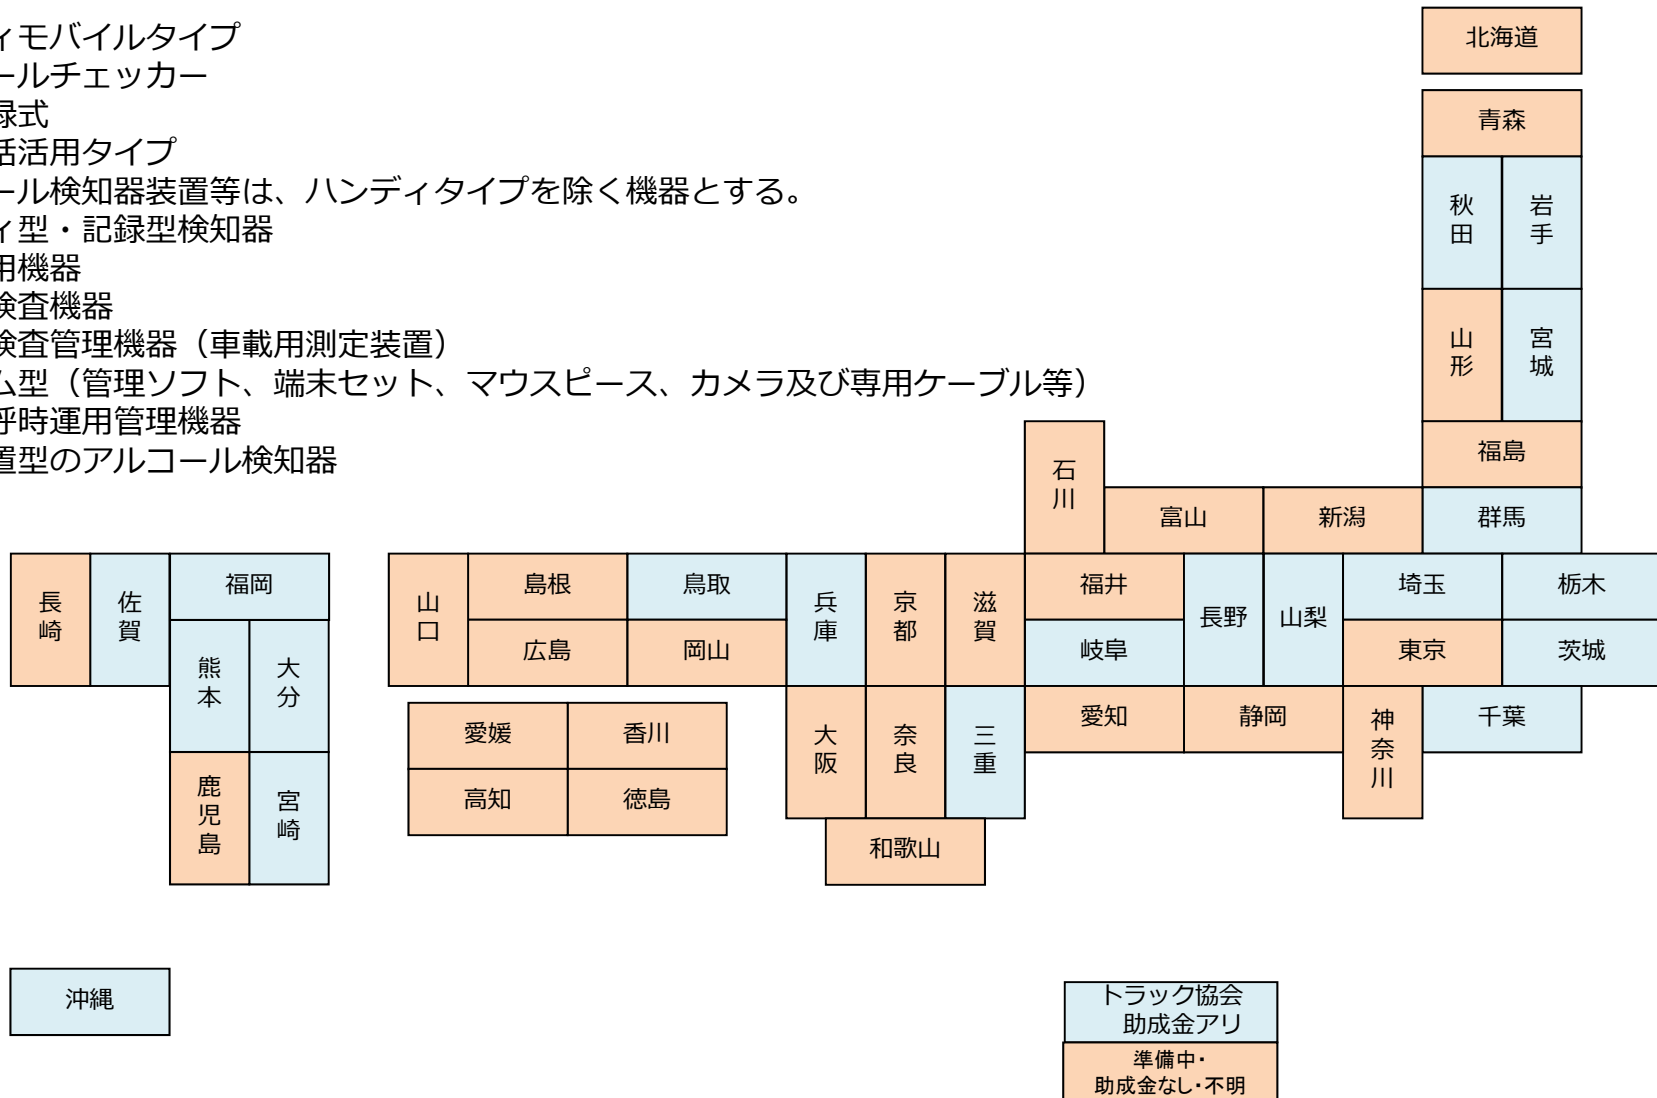 ィモバイルタイプ
ールチェッカー
録式
括活用タイプ
ール検知器装置等は、ハンディタイプを除く機器とする。
ィ型・記録型検知器
用機器
検査機器
検査管理機器（車載用測定装置）
ム型（管理ソフト、端末セット、マウスピース、カメラ及び専用ケーブル等）
呼時運用管理機器
置型のアルコール検知器
北海道
青森
秋田
岩手
山形
宮城
福島
石川
富山
新潟
群馬
長崎
佐賀
福岡
山口
島根
鳥取
兵庫
京都
滋賀
福井
長野
山梨
埼玉
栃木
熊本
大分
広島
岡山
岐阜
東京
茨城
愛媛
香川
大阪
奈良
三重
愛知
静岡
神奈川
千葉
鹿児島
宮崎
高知
徳島
和歌山
沖縄
トラック協会
助成金アリ
準備中・
助成金なし・不明